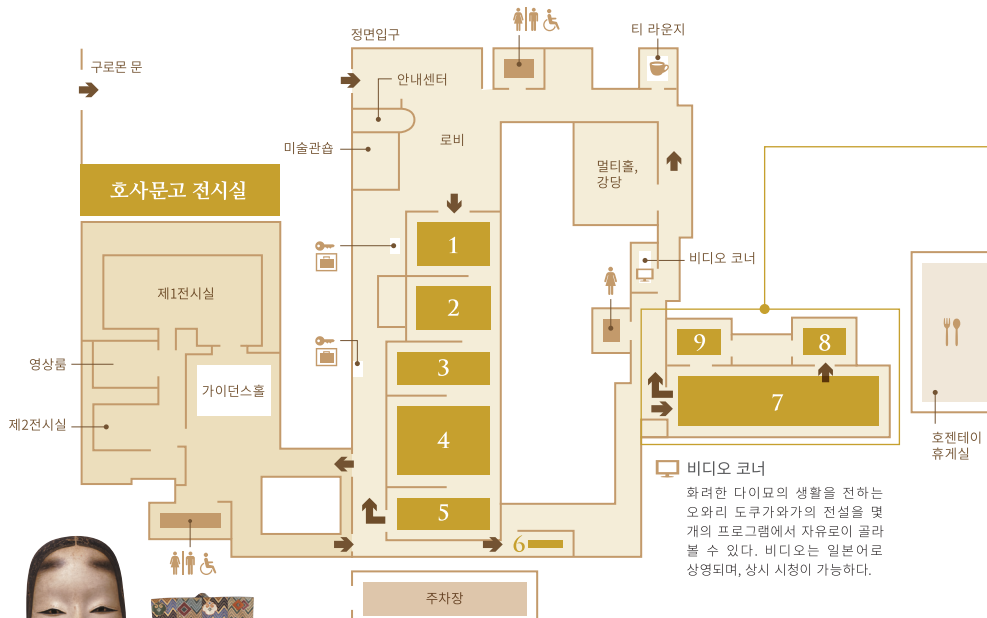 정면입구
티 라운지
구로몬 문
안내센터
로비
미술관숍
멀티홀,
강당
호사문고 전시실
1
비디오 코너
제1전시실
2
9
8
영상룸
3
가이던스홀
7
제2전시실
4
호젠테이
휴게실
비디오 코너
화려한 다이묘의 생활을 전하는
오와리 도쿠가와가의 전설을 몇
개의 프로그램에서 자유로이 골라
볼 수 있다. 비디오는 일본어로
상영되며, 상시 시청이 가능하다.
5
6
주차장